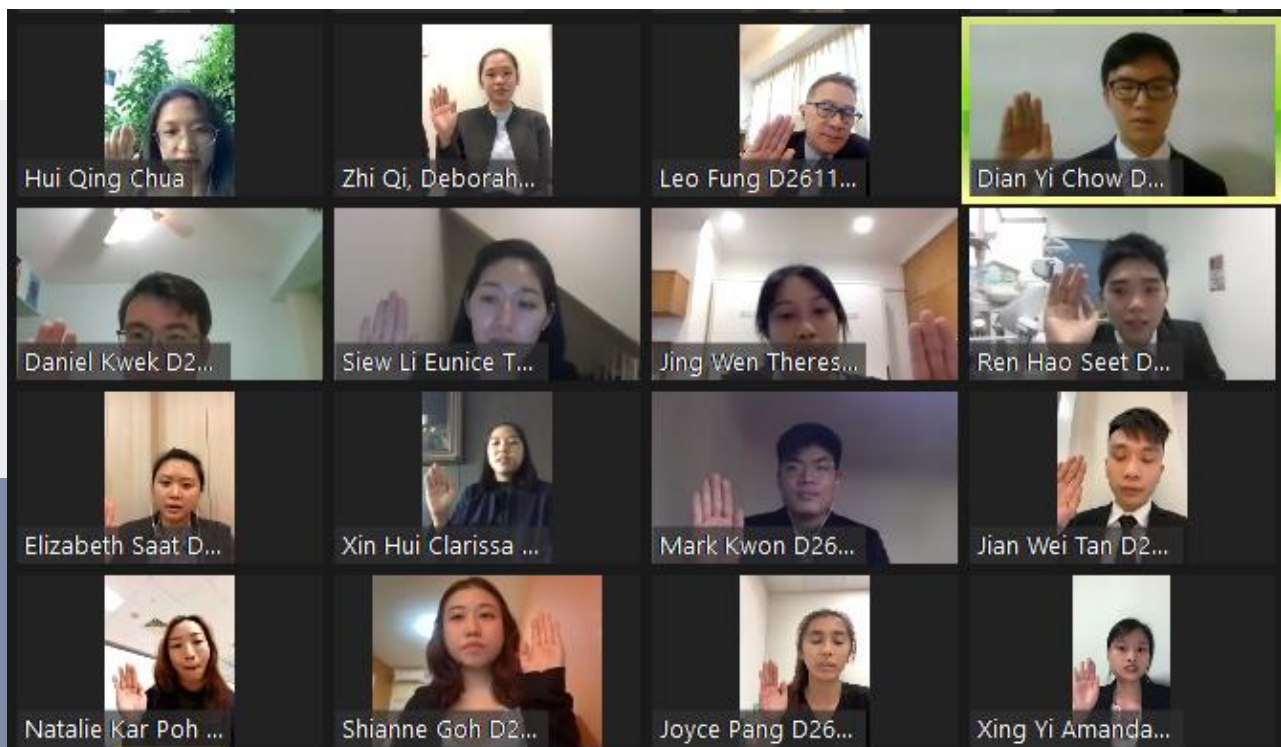 Hui Qing Chua
Zhi Qi, Deborah...
Leo Fung D2611...
Dian Yi Chow D...
Daniel Kwek D2...
Siew Li Eunice T...
Jing Wen Theres...
Ren Hao Seet D...
Elizabeth Saat D...
Xin Hui Clarissa ...
Mark Kwon D26...
Jian Wei Tan D2...
Natalie Kar Poh ...
Shianne Goh D2...
Joyce Pang D26...
Xing Yi Amanda...